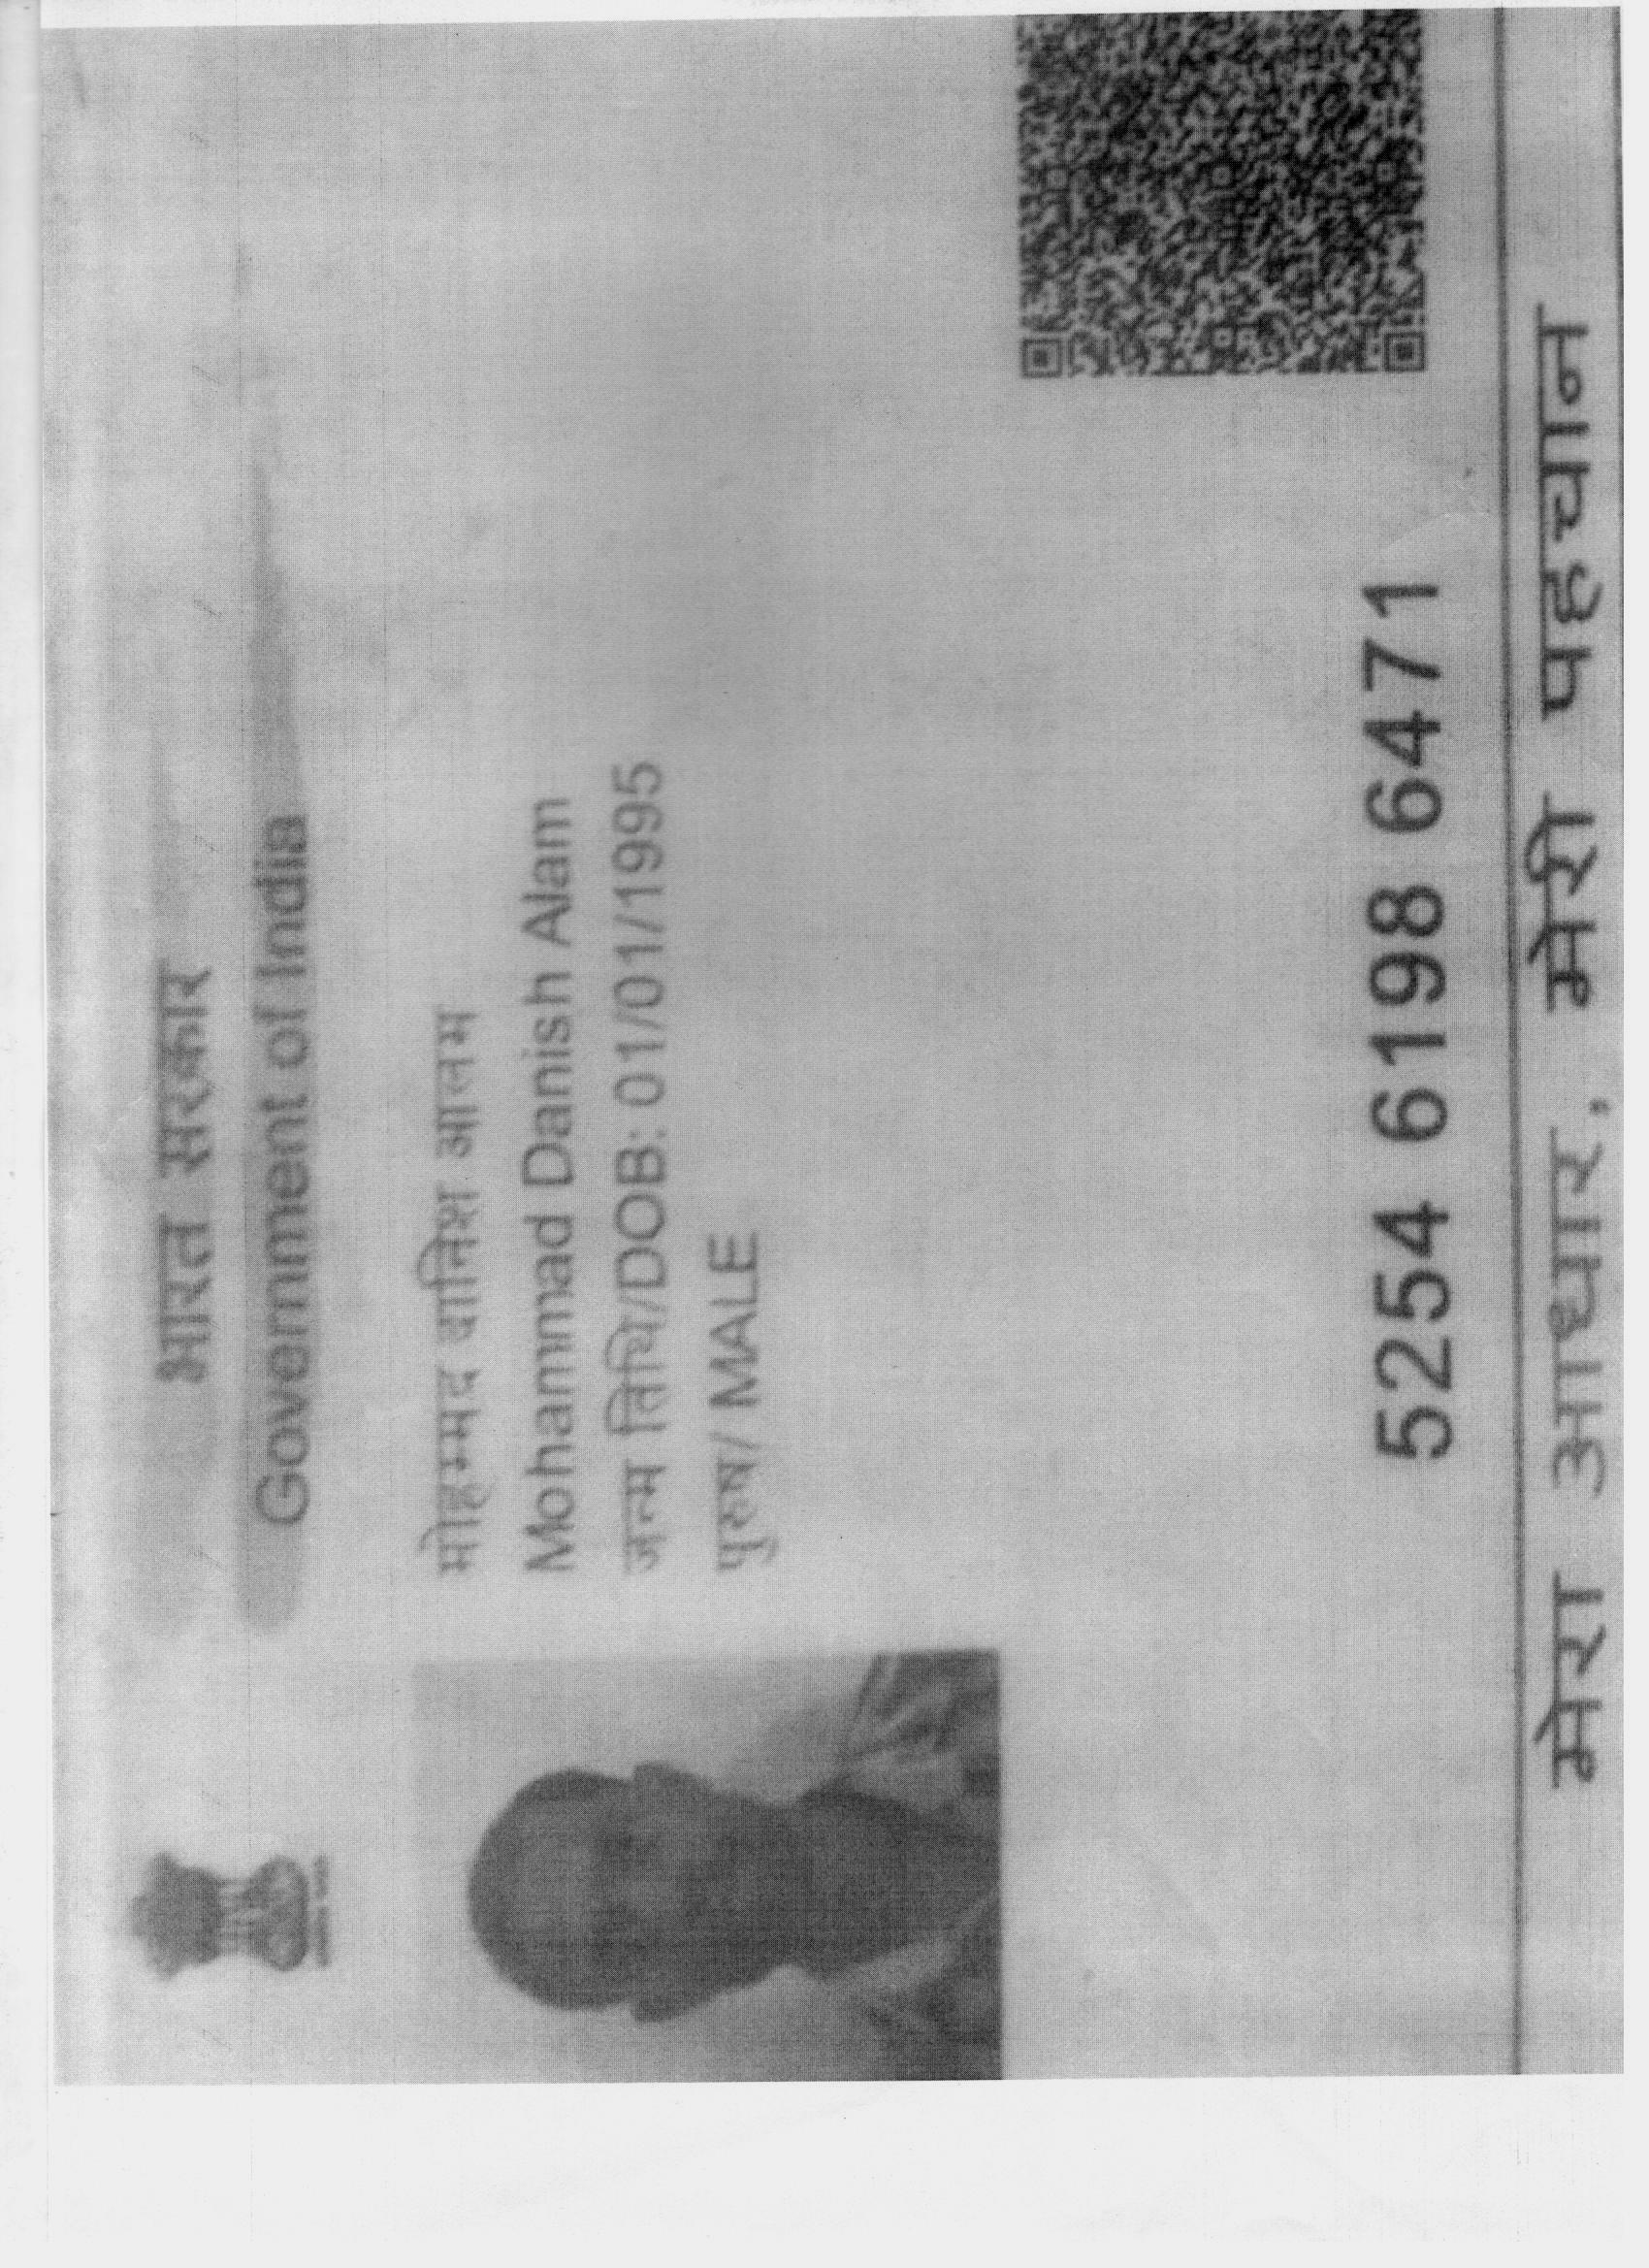 भारत सरकार
Government of India
मोहम्मद दानिश आलम
Mohammad Danish Alam
जन्म तिथि/DOB: 01/01/1995
पुरुष/ MALE
5254 6198 6471
मेरा आधार, मेरी पहचान